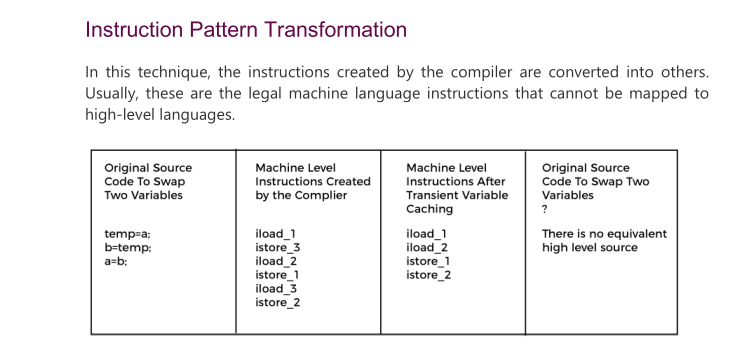 Instruction Pattern Transformation
In this technique, the instructions created by the compiler are converted into others.
Usually, these are the legal machine language instructions that cannot be mapped to
high-level languages.
Original Source
Code To Swap
Two Variables
temp=a;
b=temp;
a=b;
Machine Level
Instructions Created
by the Complier
iload_1
istore_3
iload_2
istore_1
iload_3
istore_2
Machine Level
Instructions After
Transient Variable
Caching
iload_1
iload_2
istore_1
istore_2
Original Source
Code To Swap Two
Variables
?
There is no equivalent
high level source